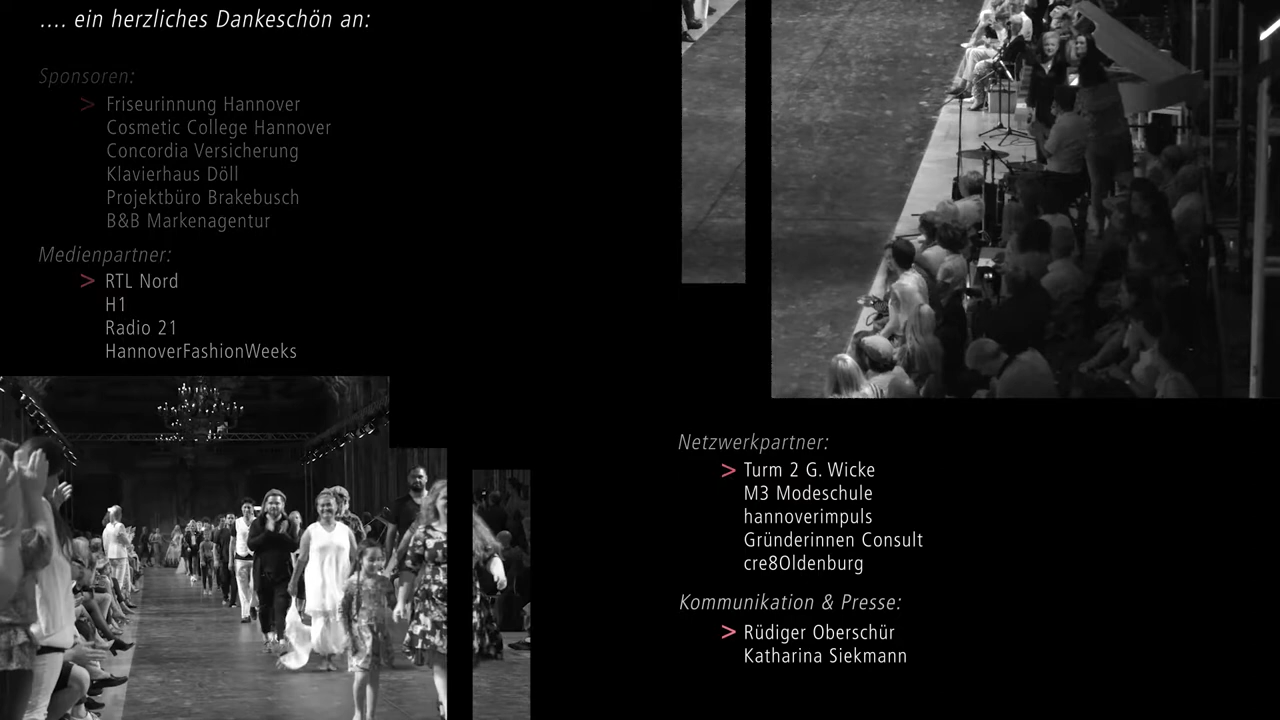 .... ein herzliches Dankeschön an:
Sponsoren:
> Friseurinnung Hannover
Cosmetic College Hannover
Concordia Versicherung
Klavierhaus Döll
Projektbüro Brakebusch
B&B Markenagentur
Medienpartner:
> RTL Nord
H1
Radio 21
HannoverFashionWeeks
Netzwerkpartner:
> Turm 2 G. Wicke
M3 Modeschule
hannoverimpuls
Gründerinnen Consult
cre8Oldenburg
Kommunikation & Presse:
> Rüdiger Oberschür
Katharina Siekmann